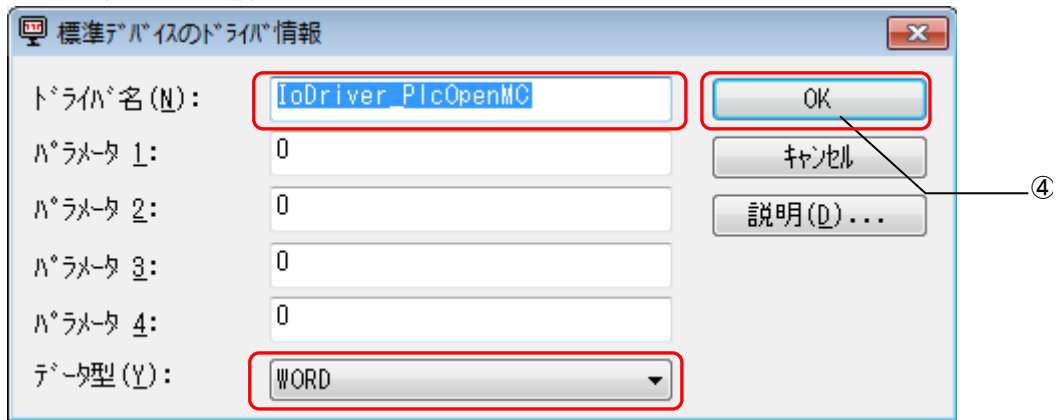 標準ﾃﾞﾊﾞｲｽのﾄﾞﾗｲﾊﾞ情報
ﾄﾞﾗｲﾊﾞ名(N): IoDriver_PlcOpenMC OK
ﾊﾟﾗﾒｰﾀ 1: 0 ｷｬﾝｾﾙ
④
ﾊﾟﾗﾒｰﾀ 2: 0 説明(D)...
ﾊﾟﾗﾒｰﾀ 3: 0
ﾊﾟﾗﾒｰﾀ 4: 0
ﾃﾞｰﾀ型(Y): WORD